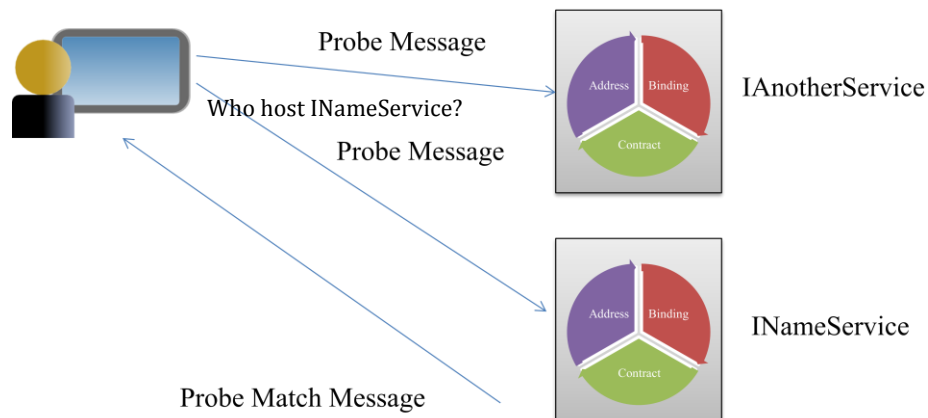 Probe Message
Address
Binding
Contract
IAnotherService
Who host INameService?
Probe Message
Address
Binding
Contract
INameService
Probe Match Message